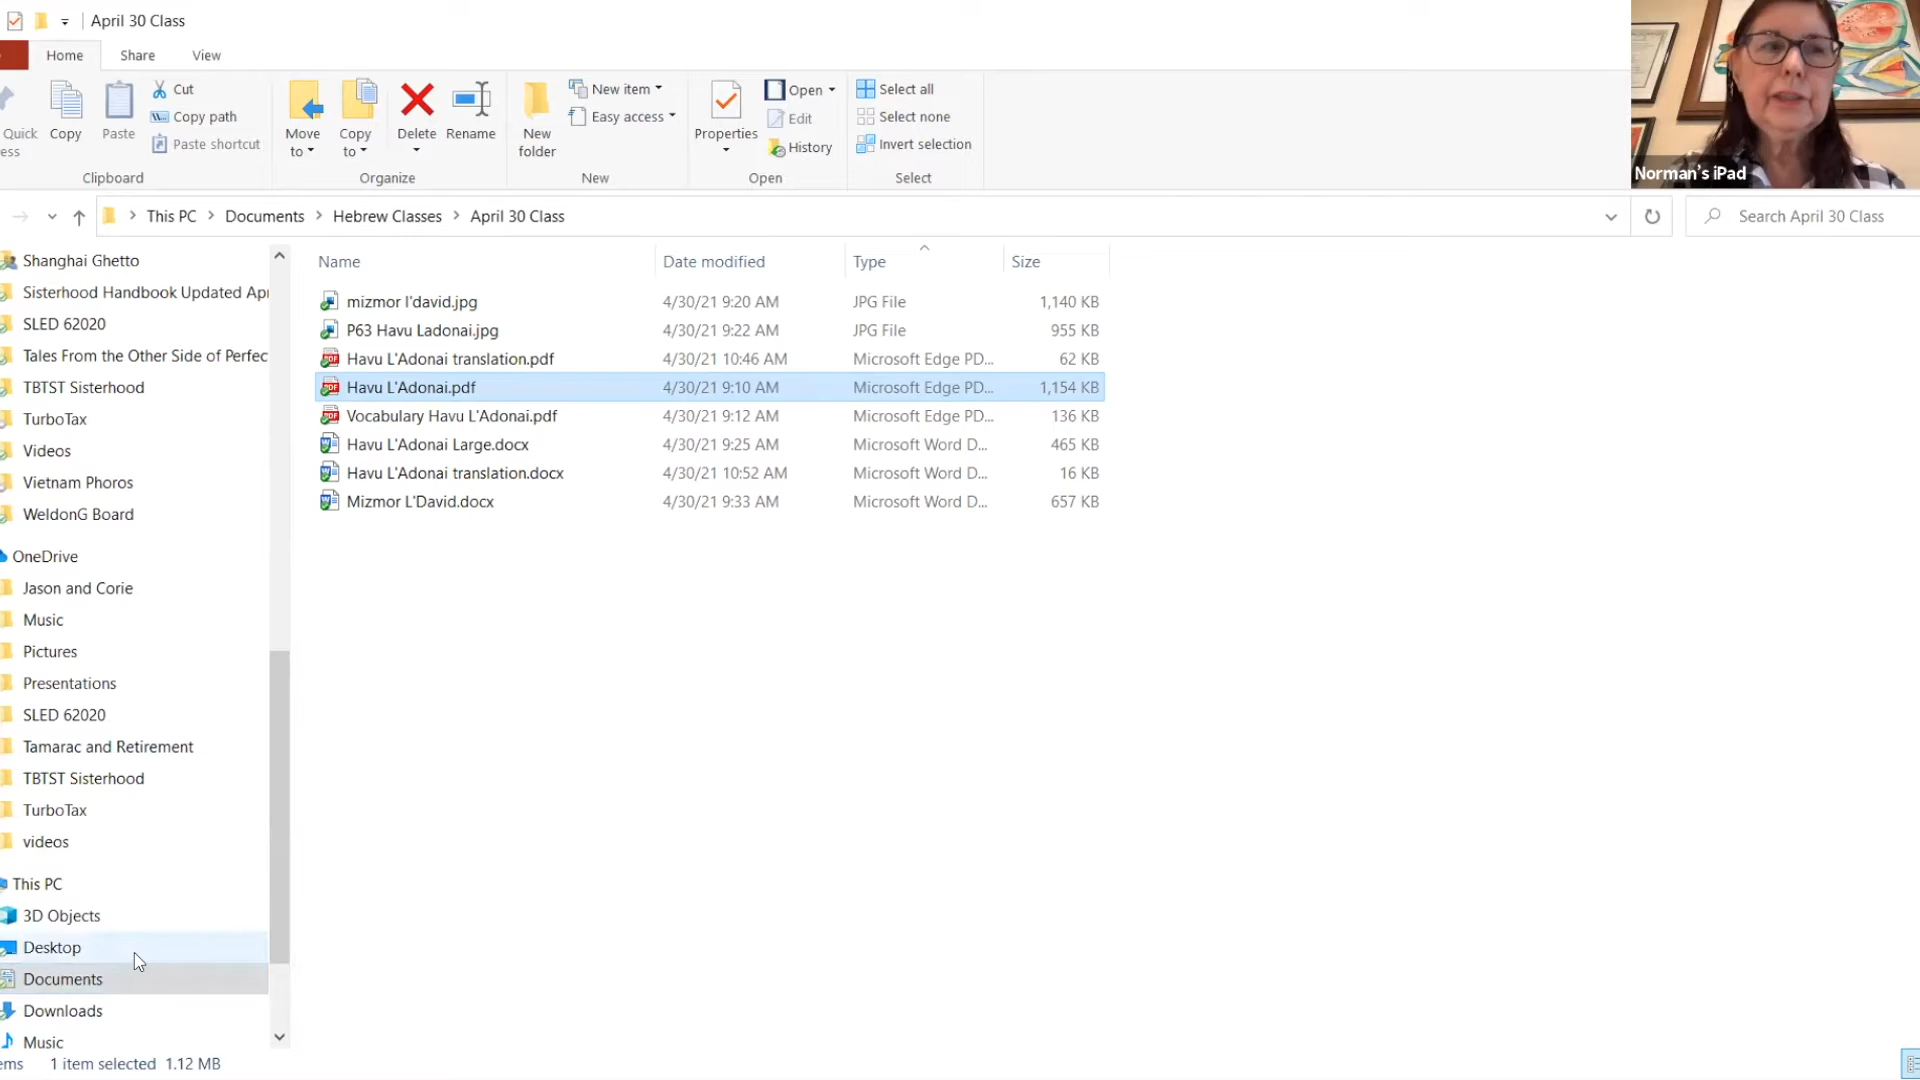 April 30 Class
Home Share View
Quick
ess
Copy
Paste
Cut
Copy path
Paste shortcut
Clipboard
Move
to
Copy
to
Delete
Rename
Organize
New
folder
New item
Easy access
New
Properties
Open
Edit
History
Open
Select all
Select none
Invert selection
Select
Norman's iPad
This PC > Documents > Hebrew Classes > April 30 Class
Search April 30 Class
Shanghai Ghetto
Sisterhood Handbook Updated Apr
SLED 62020
Tales From the Other Side of Perfec
TBTST Sisterhood
TurboTax
Videos
Vietnam Phoros
WeldonG Board
OneDrive
Jason and Corie
Music
Pictures
Presentations
SLED 62020
Tamarac and Retirement
TBTST Sisterhood
TurboTax
videos
This PC
3D Objects
Desktop
Documents
Downloads
Music
Name Date modified Type Size
mizmor l'david.jpg 4/30/21 9:20 AM JPG File 1,140 KB
P63 Havu Ladonai.jpg 4/30/21 9:22 AM JPG File 955 KB
Havu L'Adonai translation.pdf 4/30/21 10:46 AM Microsoft Edge PD... 62 KB
Havu L'Adonai.pdf 4/30/21 9:10 AM Microsoft Edge PD... 1,154 KB
Vocabulary Havu L'Adonai.pdf 4/30/21 9:12 AM Microsoft Edge PD... 136 KB
Havu L'Adonai Large.docx 4/30/21 9:25 AM Microsoft Word D... 465 KB
Havu L'Adonai translation.docx 4/30/21 10:52 AM Microsoft Word D... 16 KB
Mizmor L'David.docx 4/30/21 9:33 AM Microsoft Word D... 657 KB
ems 1 item selected 1.12 MB